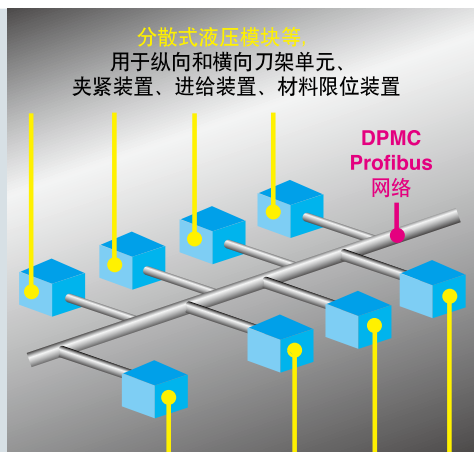 分散式液压模块等,
用于纵向和横向刀架单元、
夹紧装置、进给装置、材料限位装置
DPMC
Profibus
网络